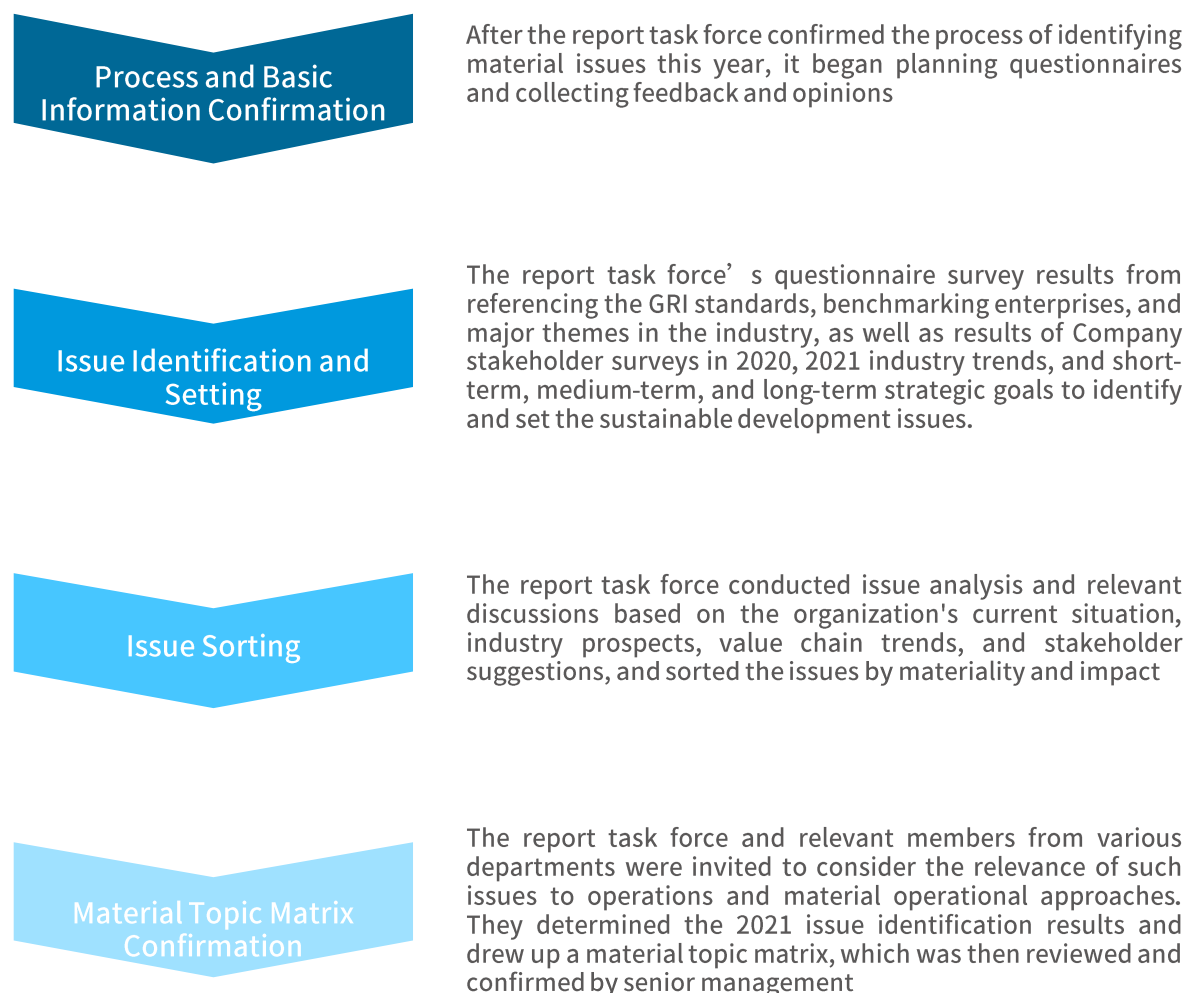 Process and Basic
Information Confirmation
After the report task force confirmed the process of identifying
material issues this year, it began planning questionnaires
and collecting feedback and opinions
Issue Identification and
Setting
The report task force’s questionnaire survey results from
referencing the GRI standards, benchmarking enterprises, and
major themes in the industry, as well as results of Company
stakeholder surveys in 2020, 2021 industry trends, and short-
term, medium-term, and long-term strategic goals to identify
and set the sustainable development issues.
Issue Sorting
The report task force conducted issue analysis and relevant
discussions based on the organization's current situation,
industry prospects, value chain trends, and stakeholder
suggestions, and sorted the issues by materiality and impact
Material Topic Matrix
Confirmation
The report task force and relevant members from various
departments were invited to consider the relevance of such
issues to operations and material operational approaches.
They determined the 2021 issue identification results and
drew up a material topic matrix, which was then reviewed and
confirmed by senior management